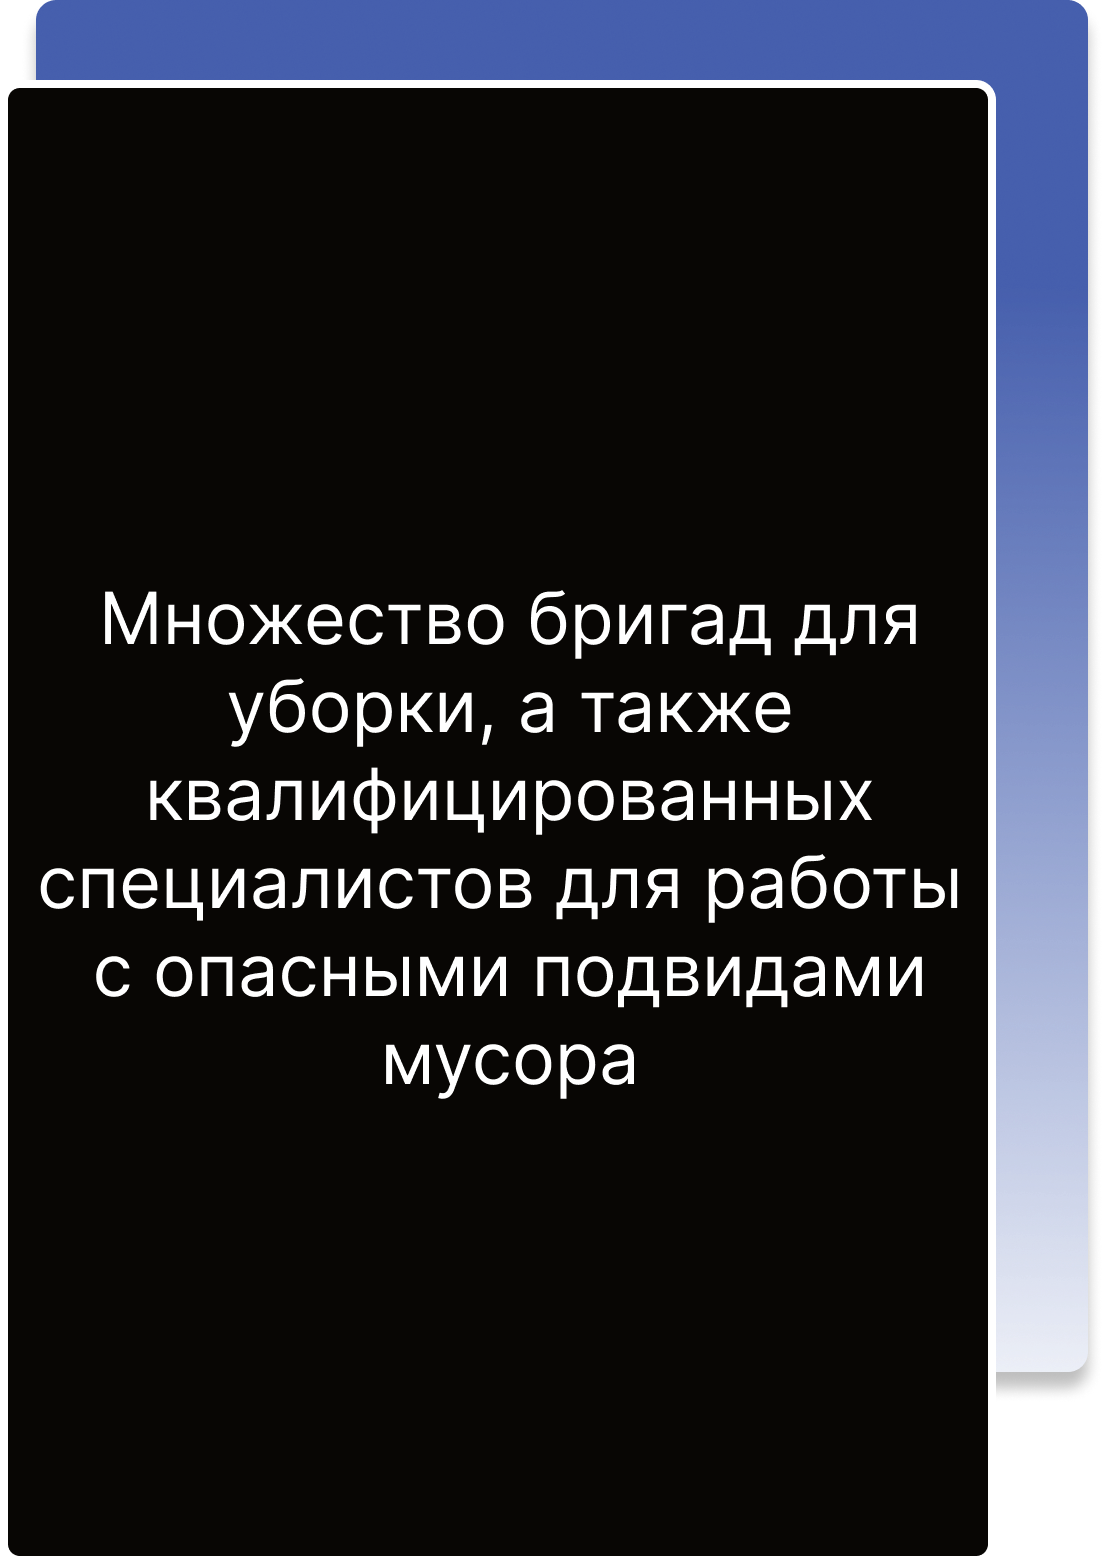 Множество бригад для
уборки, а также
квалифицированных
специалистов для работы
с опасными подвидами
мусора